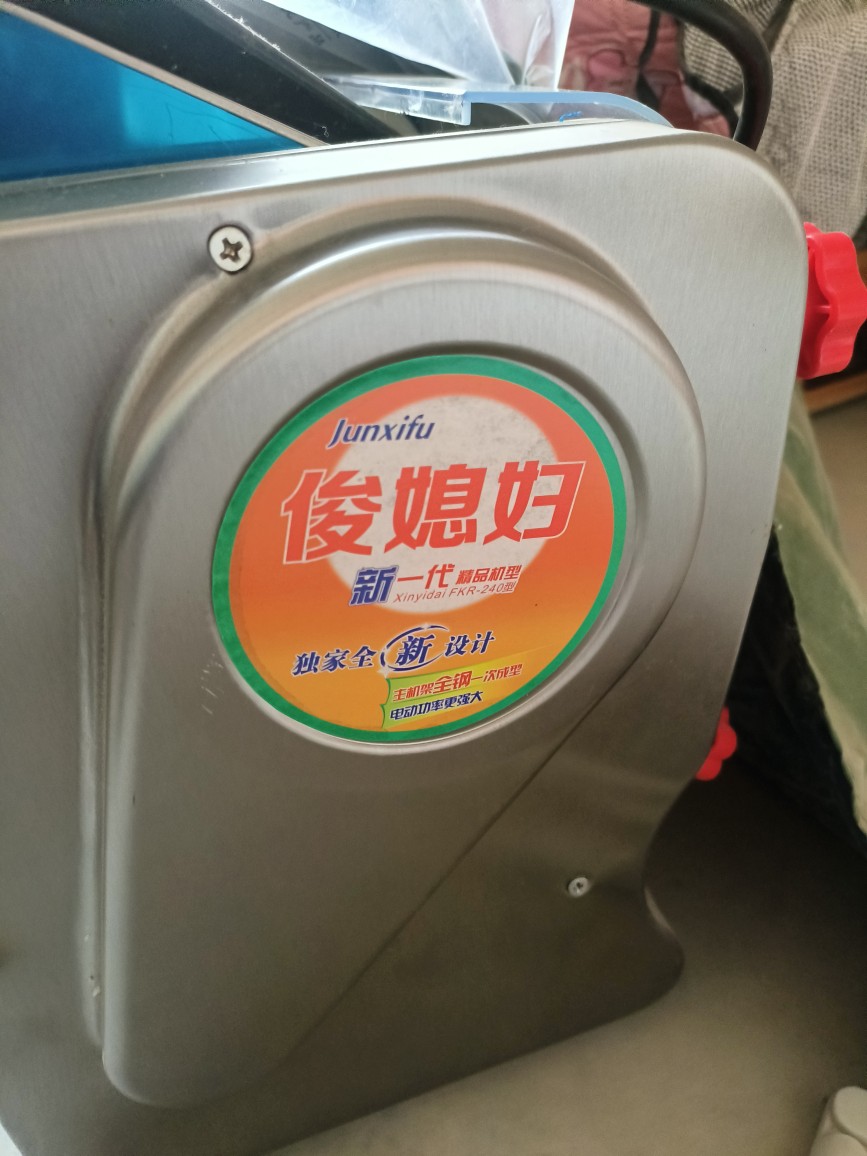 Junxifu
俊媳妇
新一代 精品机型
Xinyidai FKR-240型
独家全新设计
主机架全钢一次成型
电动功率更强大